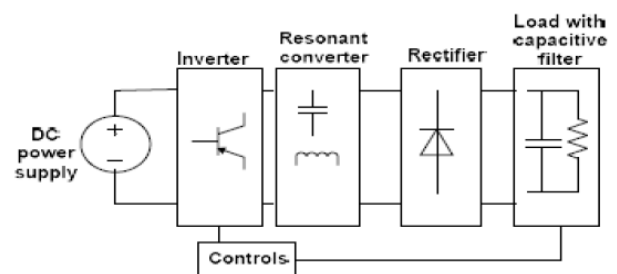 Inverter
Resonant
converter
Rectifier
Load with
capacitive
filter
DC
power
supply
+
−
Controls